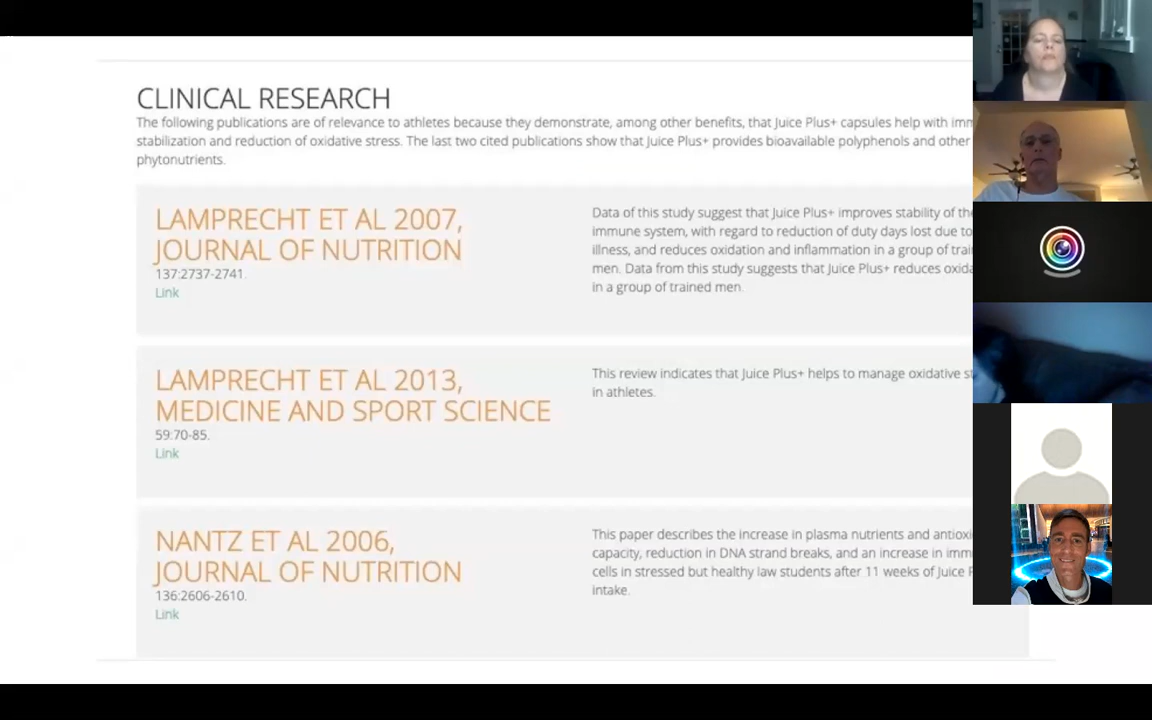 CLINICAL RESEARCH
The following publications are of relevance to athletes because they demonstrate, among other benefits, that Juice Plus+ capsules help with
stabilization and reduction of oxidative stress. The last two cited publications show that Juice Plus+ provides bioavailable polyphenols and other
phytonutrients.
LAMPRECHT ET AL 2007,
JOURNAL OF NUTRITION
137:2737-2741.
Link
Data of this study suggest that Juice Plus+ improves stability of the
immune system, with regard to reduction of duty days lost due to
illness, and reduces oxidation and inflammation in a group of
men. Data from this study suggests that Juice Plus+ reduces
in a group of trained men.
LAMPRECHT ET AL 2013,
MEDICINE AND SPORT SCIENCE
59:70-85.
Link
This review indicates that Juice Plus+ helps to manage oxidative
in athletes.
NANTZ ET AL 2006,
JOURNAL OF NUTRITION
136:2606-2610.
Link
This paper describes the increase in plasma nutrients and
capacity, reduction in DNA strand breaks, and an increase in
cells in stressed but healthy law students after 11 weeks of Juice
intake.